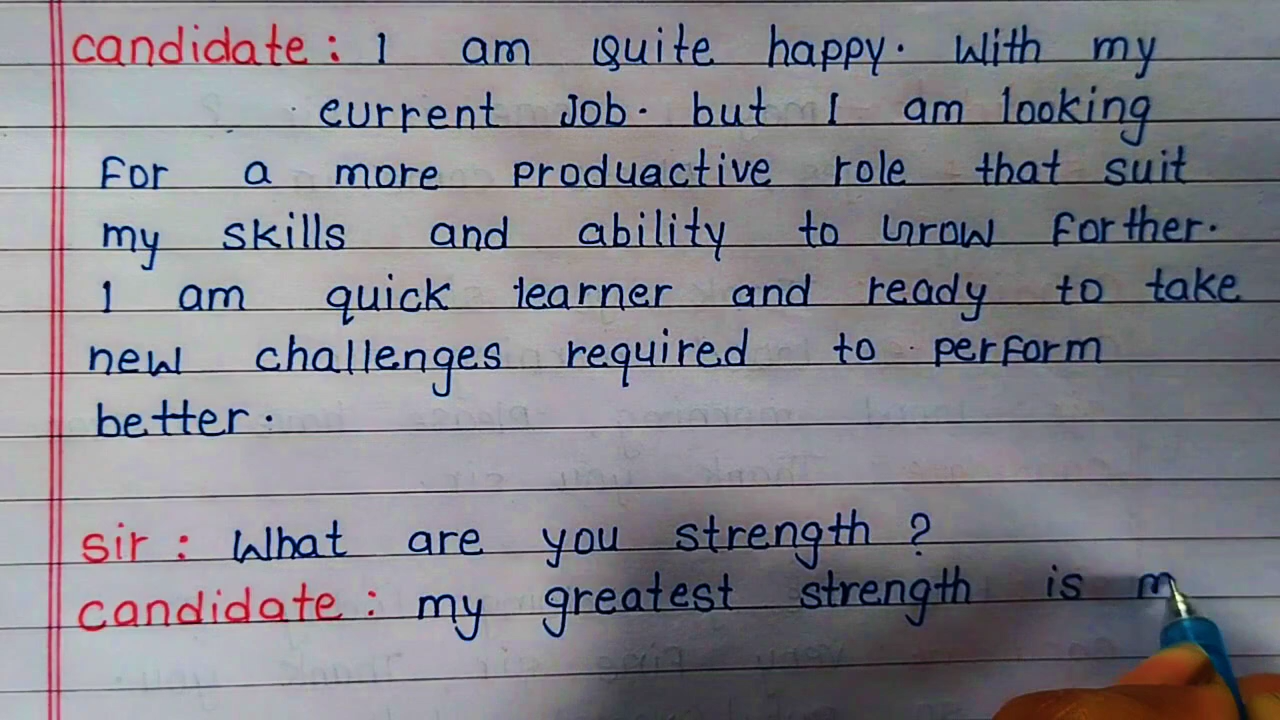 candidate : I am quite happy. With my
current Job. but I am looking
For a more produactive role that suit
my skills and ability to Grow Forther.
I am quick learner and ready to take
new challenges required to perForm
better.
sir : What are you strength ?
candidate : my greatest strength is m